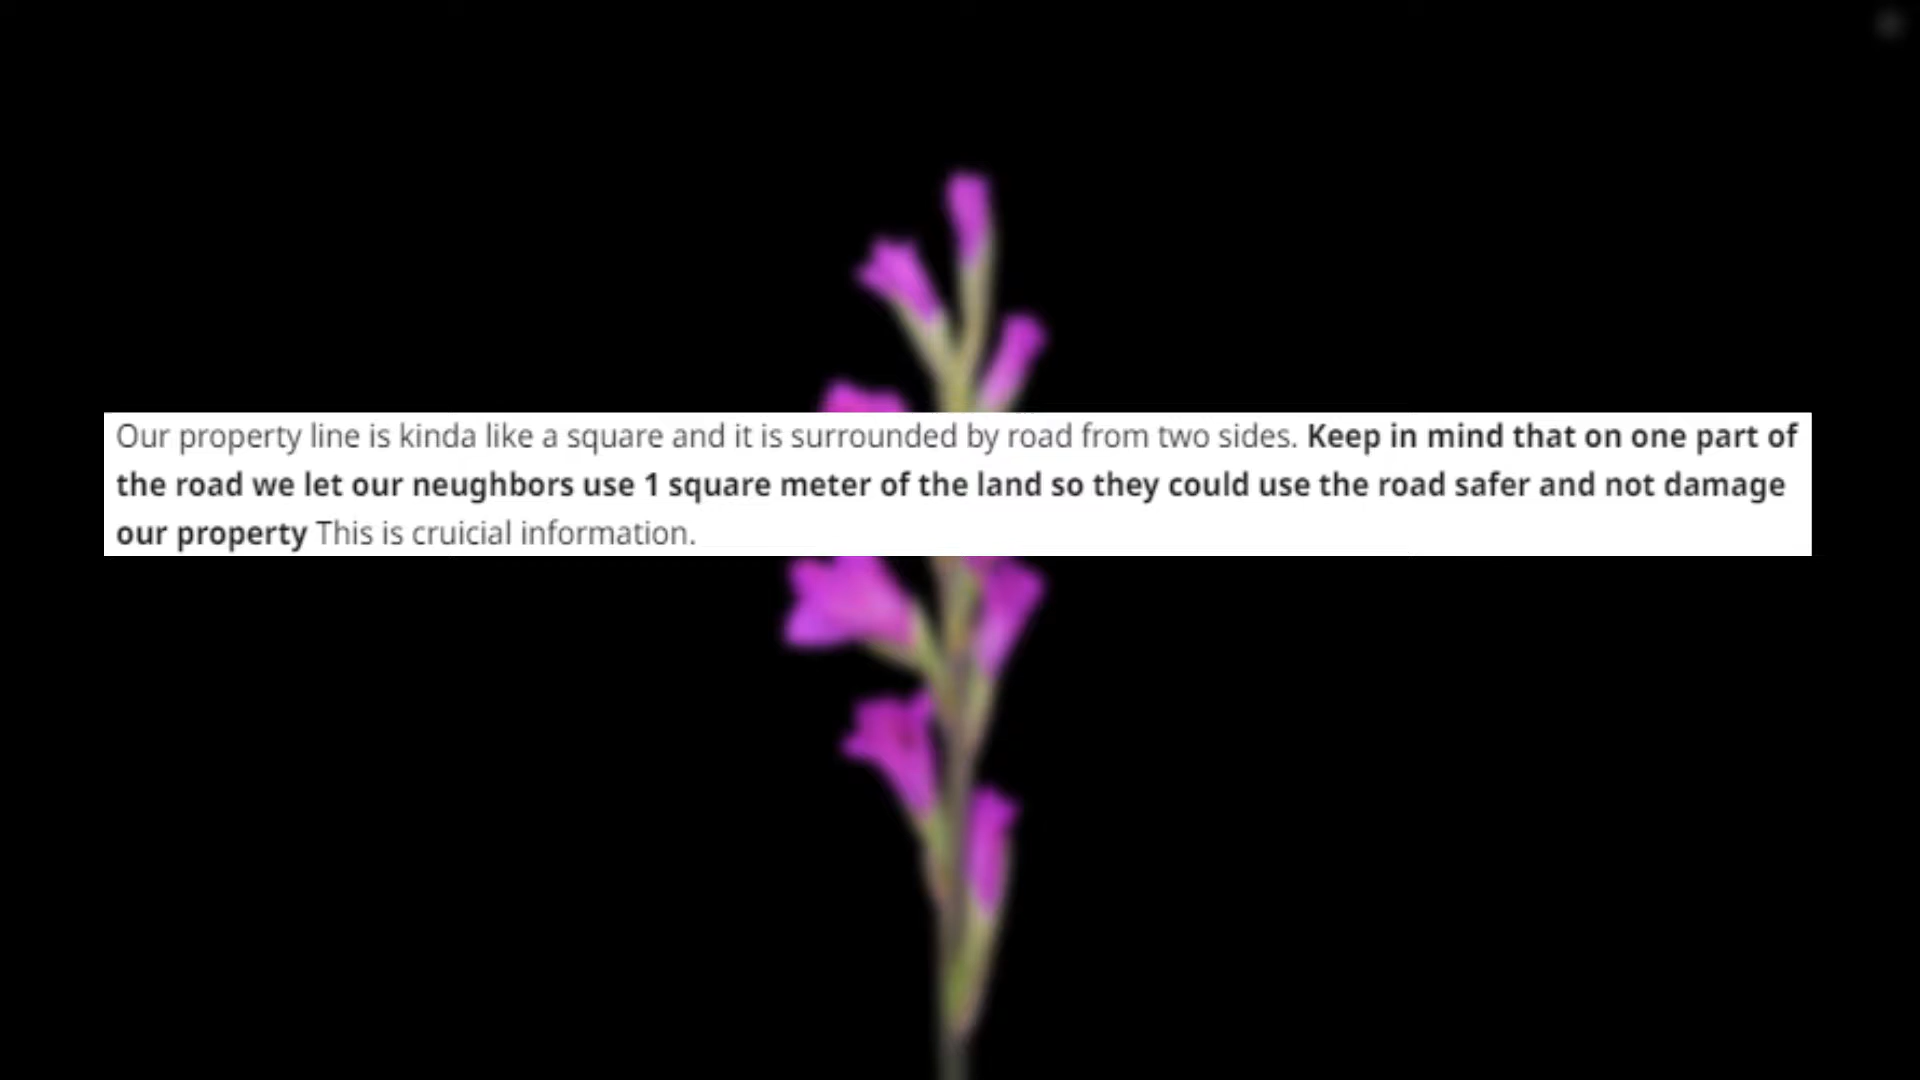 Our property line is kinda like a square and it is surrounded by road from two sides. Keep in mind that on one part of
the road we let our neughbors use 1 square meter of the land so they could use the road safer and not damage
our property This is cruicial information.